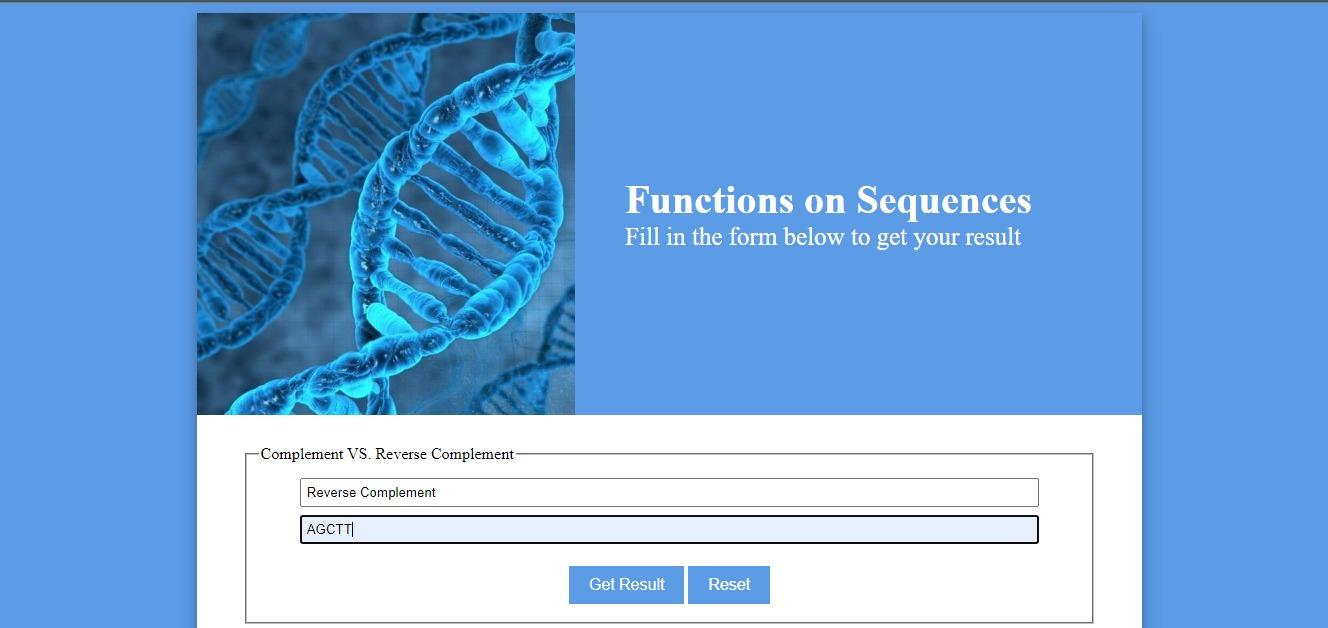 Functions on Sequences
Fill in the form below to get your result
Complement VS. Reverse Complement
Reverse Complement
AGCTT
Get Result Reset